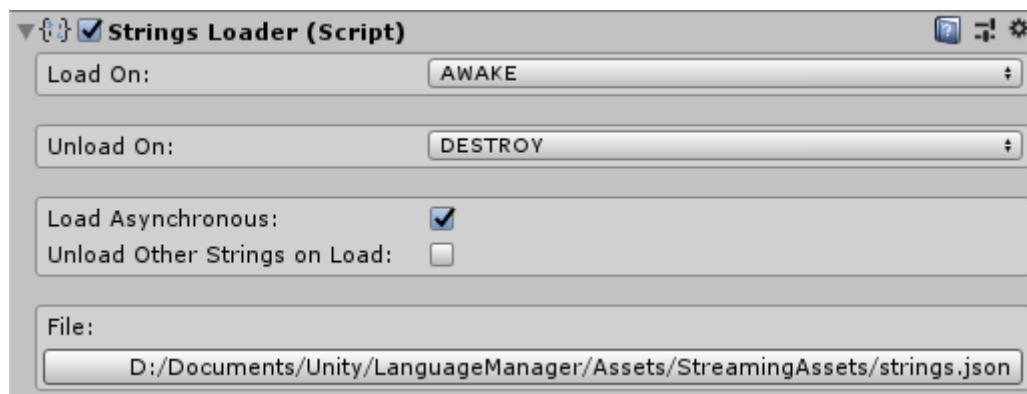 Strings Loader (Script)
Load On: AWAKE
Unload On: DESTROY
Load Asynchronous:
Unload Other Strings on Load:
File:
D:/Documents/Unity/LanguageManager/Assets/StreamingAssets/strings.json